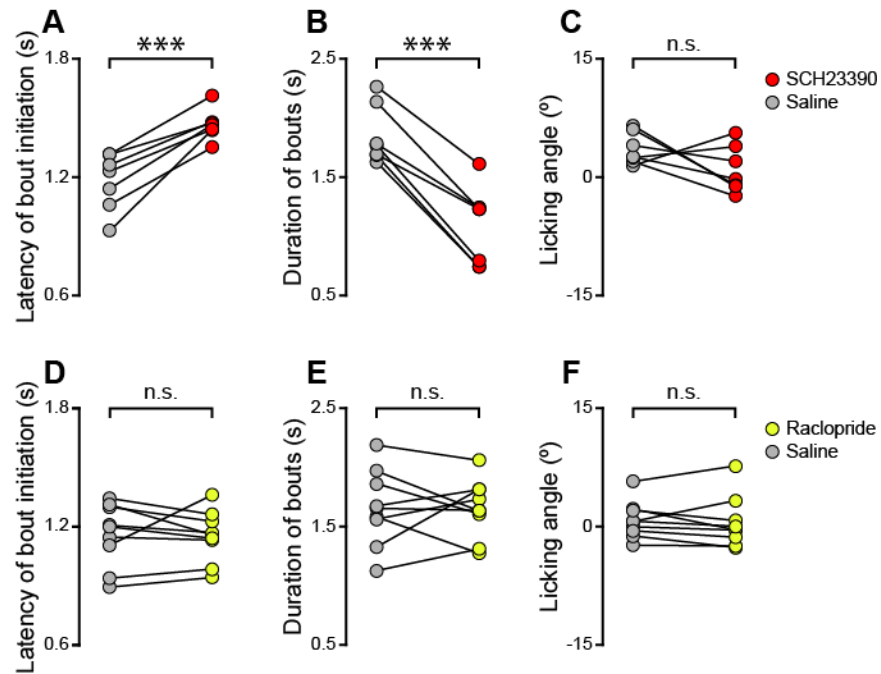 A
Latency of bout initiation (s)
1.8
1.2
0.6
***
B
Duration of bouts (s)
2.5
1.5
0.5
***
C
Licking angle (º)
15
0
-15
n.s.
SCH23390
Saline
D
Latency of bout initiation (s)
1.8
1.2
0.6
n.s.
E
Duration of bouts (s)
2.5
1.5
0.5
n.s.
F
Licking angle (º)
15
0
-15
n.s.
Raclopride
Saline